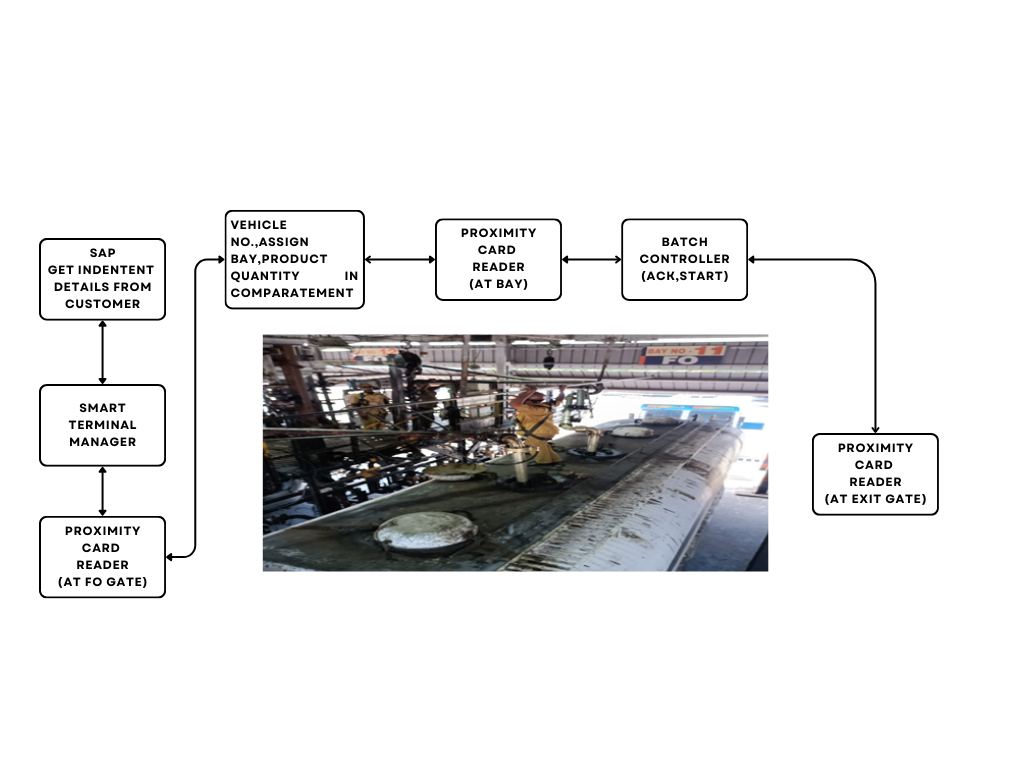 SAP
GET INDENTENT
DETAILS FROM
CUSTOMER
SMART
TERMINAL
MANAGER
PROXIMITY
CARD
READER
(AT FO GATE)
VEHICLE
NO.,ASSIGN
BAY,PRODUCT
QUANTITY IN
COMPARATEMENT
PROXIMITY
CARD
READER
(AT BAY)
BATCH
CONTROLLER
(ACK,START)
PROXIMITY
CARD
READER
(AT EXIT GATE)
BAY NO - 11
FO